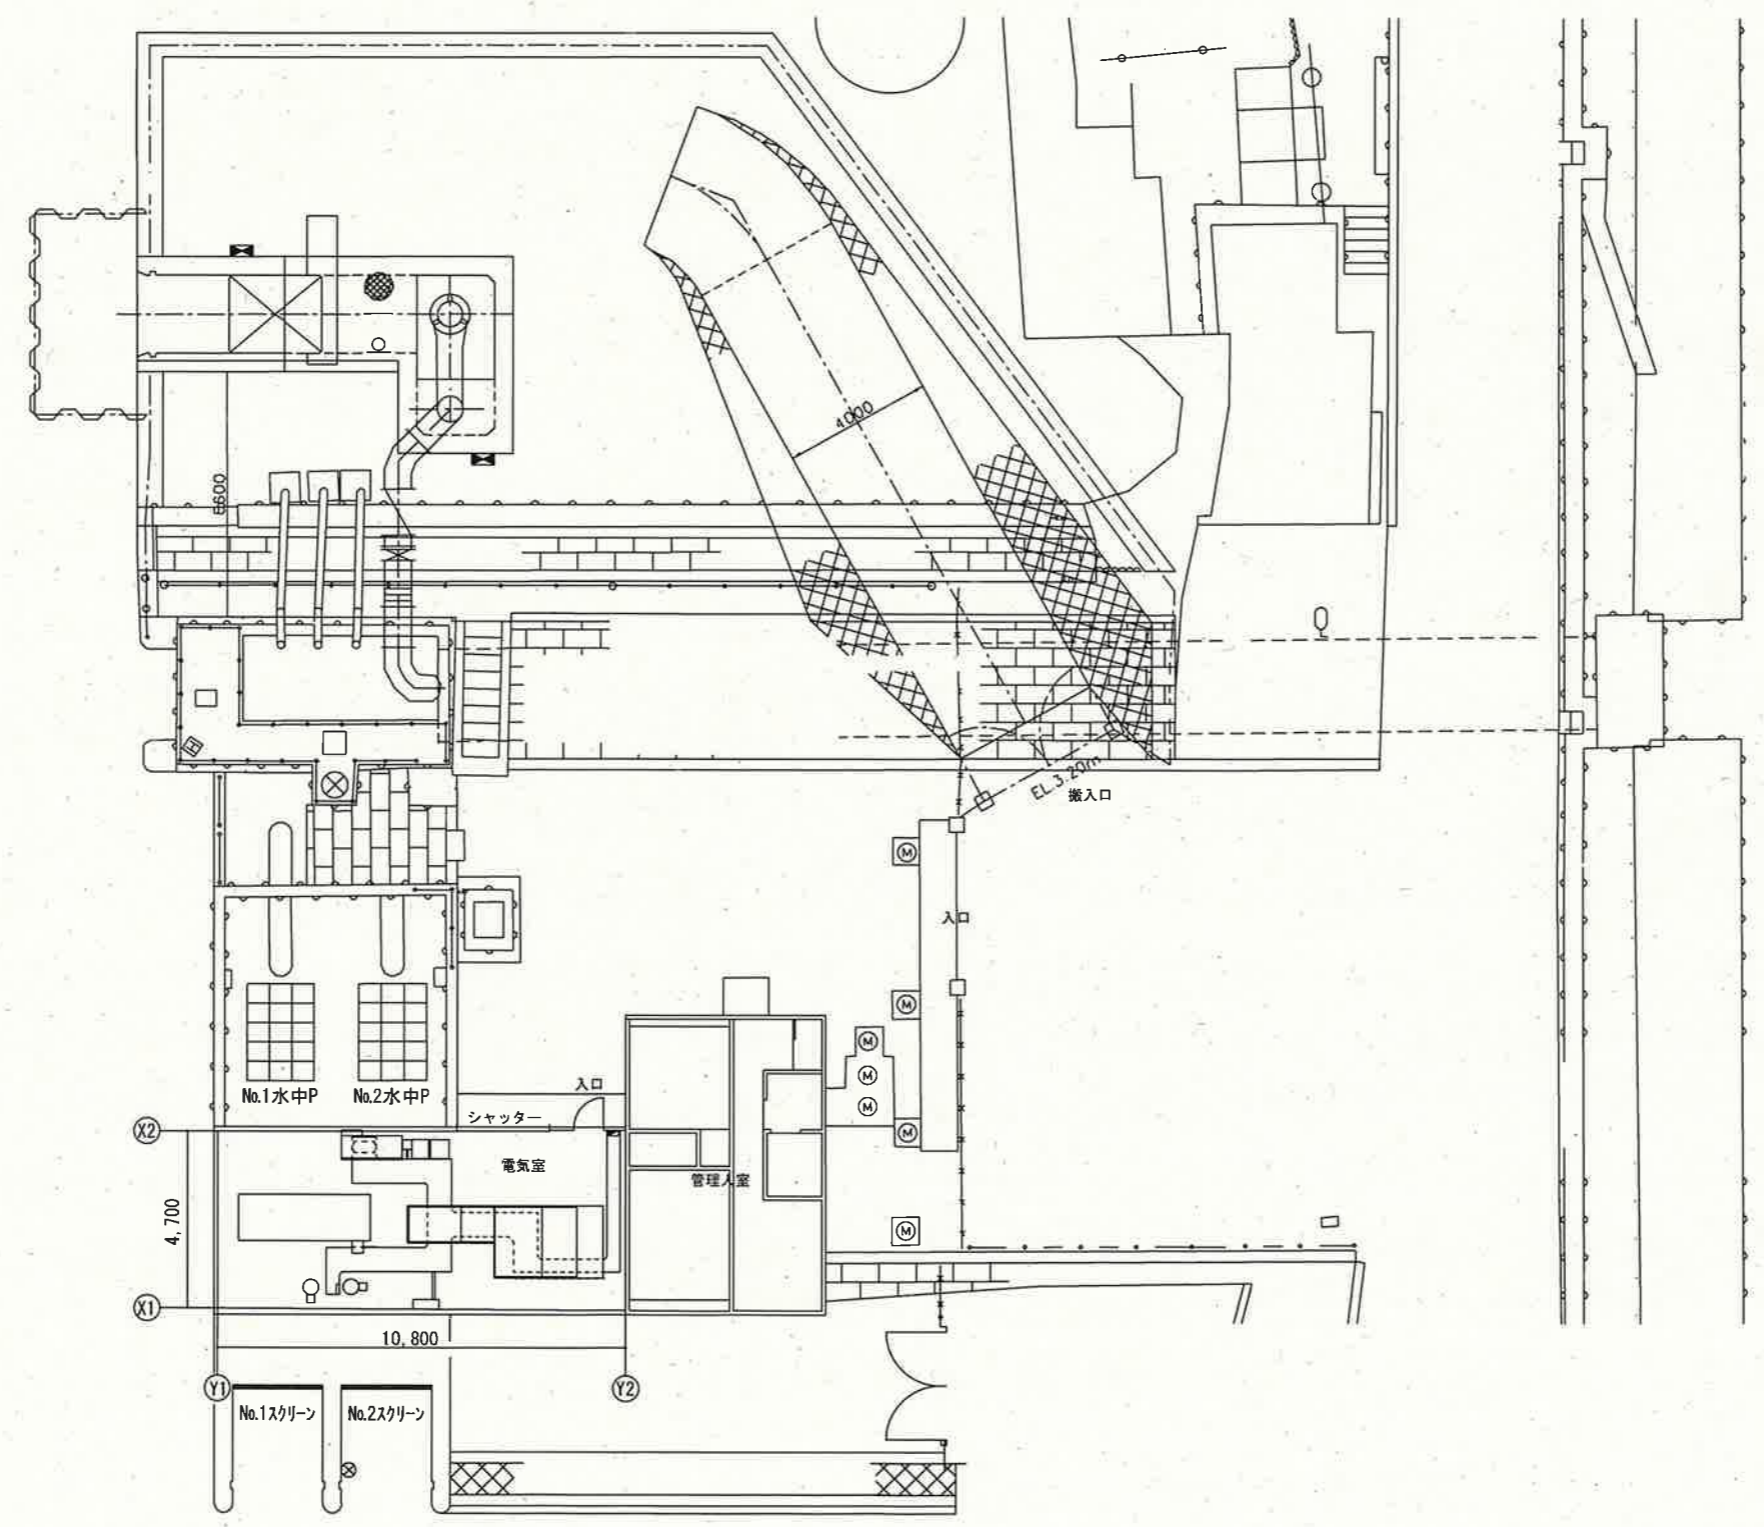 4000
1600
EL.3.20m
搬入口
M
入口
M
M
M
M
No.1水中P
No.2水中P
入口
シャッター
X2
M
電気室
管理人室
4,700
M
X1
10,800
Y1
Y2
No.1スクリーン
No.2スクリーン